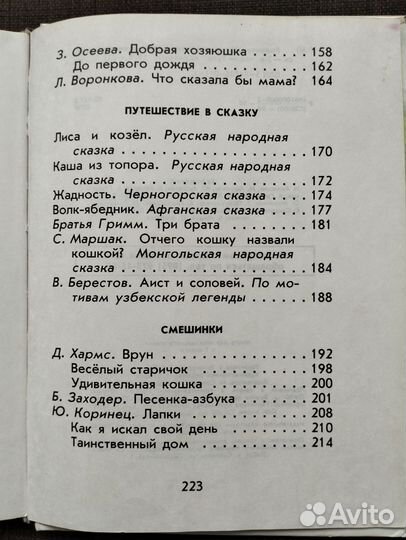 З. Осеева. Добрая хозяюшка . . . . . 158
До первого дождя . . . . . . 162
Л. Воронкова. Что сказала бы мама? 164
ПУТЕШЕСТВИЕ В СКАЗКУ
Лиса и козёл. Русская народная
сказка . . . . . . . . . . . . 170
Каша из топора. Русская народная
сказка . . . . . . . . . . . . 172
Жадность. Черногорская сказка . . . . 174
Волк-ябедник. Афганская сказка . . . 177
Братья Гримм. Три брата . . . . . . 181
С. Маршак. Отчего кошку назвали
кошкой? Монгольская народная
сказка . . . . . . . . . . . . 184
В. Берестов. Аист и соловей. По мо-
тивам узбекской легенды . . . . 188
СМЕШИНКИ
Д. Хармс. Врун . . . . . . . . . . 192
Весёлый старичок . . . . . . 198
Удивительная кошка . . . . . 200
Б. Заходер. Песенка-азбука . . . . . 201
Ю. Коринец. Лапки . . . . . . . . . 208
Как я искал свой день . . . . 210
Таинственный дом . . . . . . 214
223
Avito